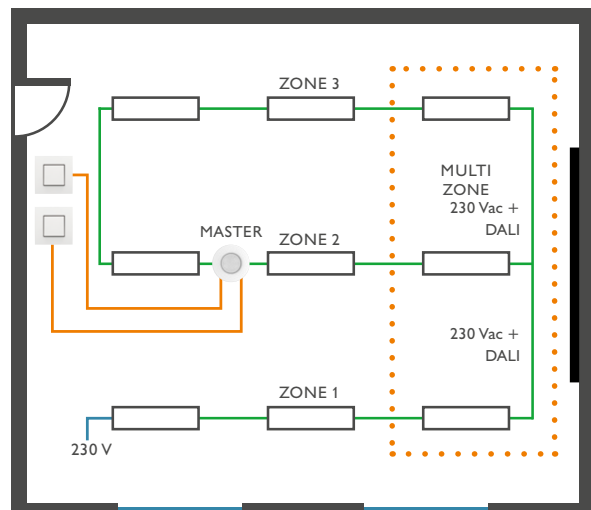 ZONE 3
MULTI
ZONE
230 Vac +
DALI
MASTER
ZONE 2
230 Vac +
DALI
ZONE 1
230 V